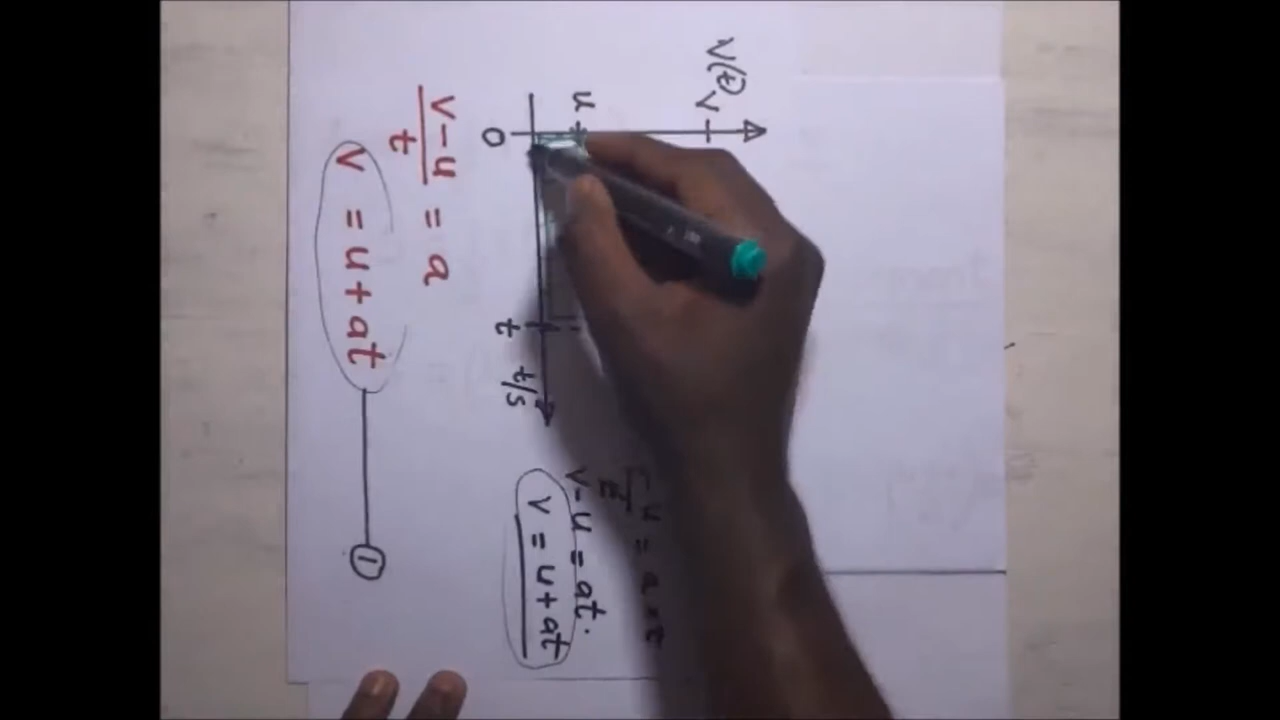 V(t)
v
u = a × t
t
u
v - u = at.
v = u + at
t/s
0 t
v - u = a
t
v = u + at ①